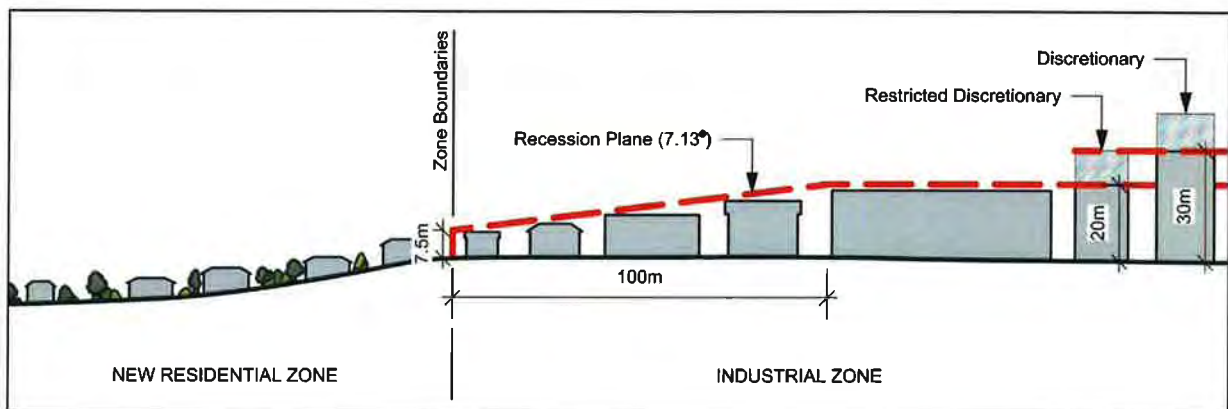 Zone Boundaries
Discretionary
Restricted Discretionary
Recession Plane (7.13°)
7.5m
20m
30m
100m
NEW RESIDENTIAL ZONE
INDUSTRIAL ZONE